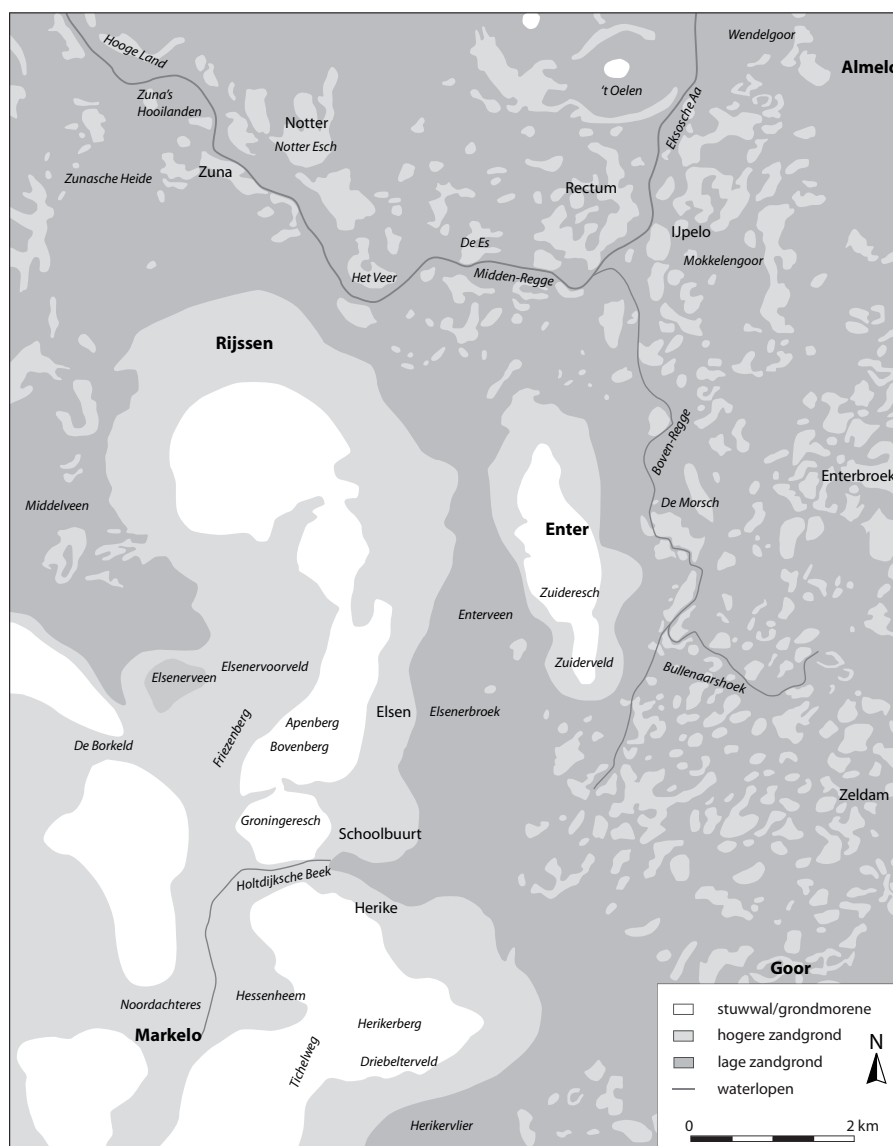 Hooge Land
Wendelgoor
Almelo
Zuna's
Hooilanden
't Oelen
Eksosche Aa
Notter
Notter Esch
Zunasche Heide
Zuna
Rectum
IJpelo
De Es
Mokkelengoor
Het Veer
Midden-Regge
Rijssen
Boven-Regge
Enterbroek
Middelveen
De Morsch
Enter
Zuideresch
Enterveen
Zuiderveld
Elsenervoorveld
Elsenerveen
Bullenaarshoek
Friezenberg
Apenberg
Elsen
Elsenerbroek
De Borkeld
Bovenberg
Zeldam
Groningeresch
Schoolbuurt
Holtdijksche Beek
Herike
Goor
Hessenheem
Noordachteres
Markelo
Herikerberg
Tichelweg
Driebelterveld
Herikervlier
stuwwal/grondmorene
hogere zandgrond
lage zandgrond
waterlopen
N
0 2 km